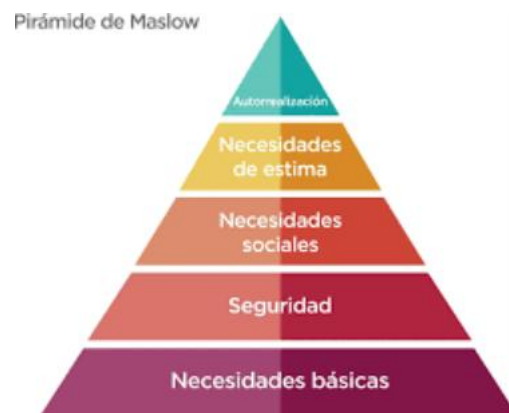 Pirámide de Maslow
Autorrealización
Necesidades
de estima
Necesidades
sociales
Seguridad
Necesidades básicas